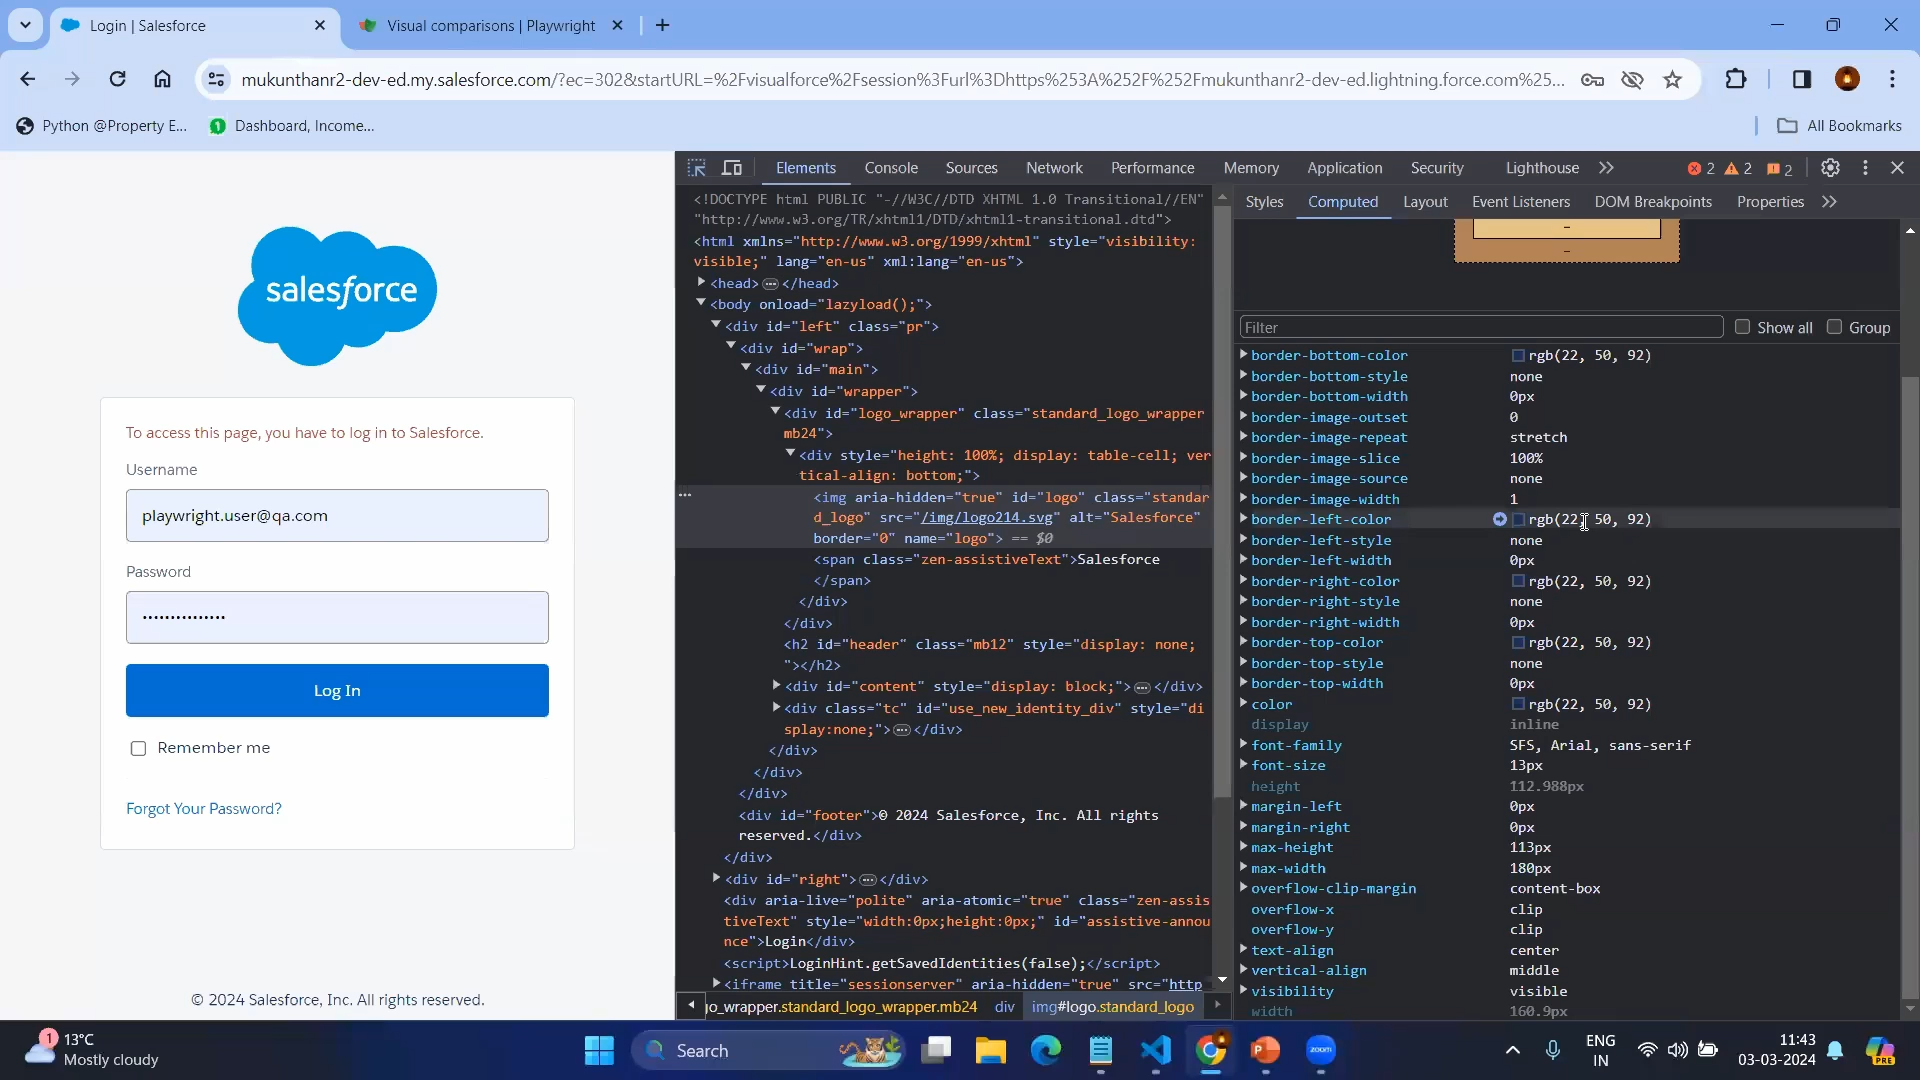 Login | Salesforce
Visual comparisons | Playwright
mukunthanr2-dev-ed.my.salesforce.com/?ec=302&startURL=%2Fvisualforce%2Fsession%3Furl%3Dhttps%253A%252F%252Fmukunthanr2-dev-ed.lightning.force.com%25...
Python @Property E...
Dashboard, Income...
All Bookmarks
salesforce
To access this page, you have to log in to Salesforce.
Username
playwright.user@qa.com
Password
•••••••••••••••
Log In
Remember me
Forgot Your Password?
© 2024 Salesforce, Inc. All rights reserved.
Elements
Console
Sources
Network
Performance
Memory
Application
Security
Lighthouse
2
2
2
<!DOCTYPE html PUBLIC "-//W3C//DTD XHTML 1.0 Transitional//EN"
"http://www.w3.org/TR/xhtml1/DTD/xhtml1-transitional.dtd">
<html xmlns="http://www.w3.org/1999/xhtml" style="visibility:
visible;" lang="en-us" xml:lang="en-us">
<head> … </head>
<body onload="lazyload();">
<div id="left" class="pr">
<div id="wrap">
<div id="main">
<div id="wrapper">
<div id="logo_wrapper" class="standard_logo_wrapper
mb24">
<div style="height: 100%; display: table-cell; ver
tical-align: bottom;">
<img aria-hidden="true" id="logo" class="standar
d_logo" src="/img/logo214.svg" alt="Salesforce"
border="0" name="logo"> == $0
<span class="zen-assistiveText">Salesforce
</span>
</div>
</div>
<h2 id="header" class="mb12" style="display: none;
"></h2>
<div id="content" style="display: block;"> … </div>
<div class="tc" id="use_new_identity_div" style="di
splay:none;"> … </div>
</div>
</div>
</div>
<div id="footer">© 2024 Salesforce, Inc. All rights
reserved.</div>
</div>
<div id="right"> … </div>
<div aria-live="polite" aria-atomic="true" class="zen-assis
tiveText" style="width:0px;height:0px;" id="assistive-annou
nce">Login</div>
<script>LoginHint.getSavedIdentities(false);</script>
<iframe title="sessionserver" aria-hidden="true" src="http
go_wrapper.standard_logo_wrapper.mb24
div
img#logo.standard_logo
Styles
Computed
Layout
Event Listeners
DOM Breakpoints
Properties
Filter
Show all
Group
border-bottom-color rgb(22, 50, 92)
border-bottom-style none
border-bottom-width 0px
border-image-outset 0
border-image-repeat stretch
border-image-slice 100%
border-image-source none
border-image-width 1
border-left-color rgb(22, 50, 92)
border-left-style none
border-left-width 0px
border-right-color rgb(22, 50, 92)
border-right-style none
border-right-width 0px
border-top-color rgb(22, 50, 92)
border-top-style none
border-top-width 0px
color rgb(22, 50, 92)
display inline
font-family SFS, Arial, sans-serif
font-size 13px
height 112.988px
margin-left 0px
margin-right 0px
max-height 113px
max-width 180px
overflow-clip-margin content-box
overflow-x clip
overflow-y clip
text-align center
vertical-align middle
visibility visible
width 160.9px
1
13°C
Mostly cloudy
Search
zoom
ENG
IN
11:43
03-03-2024
PRE